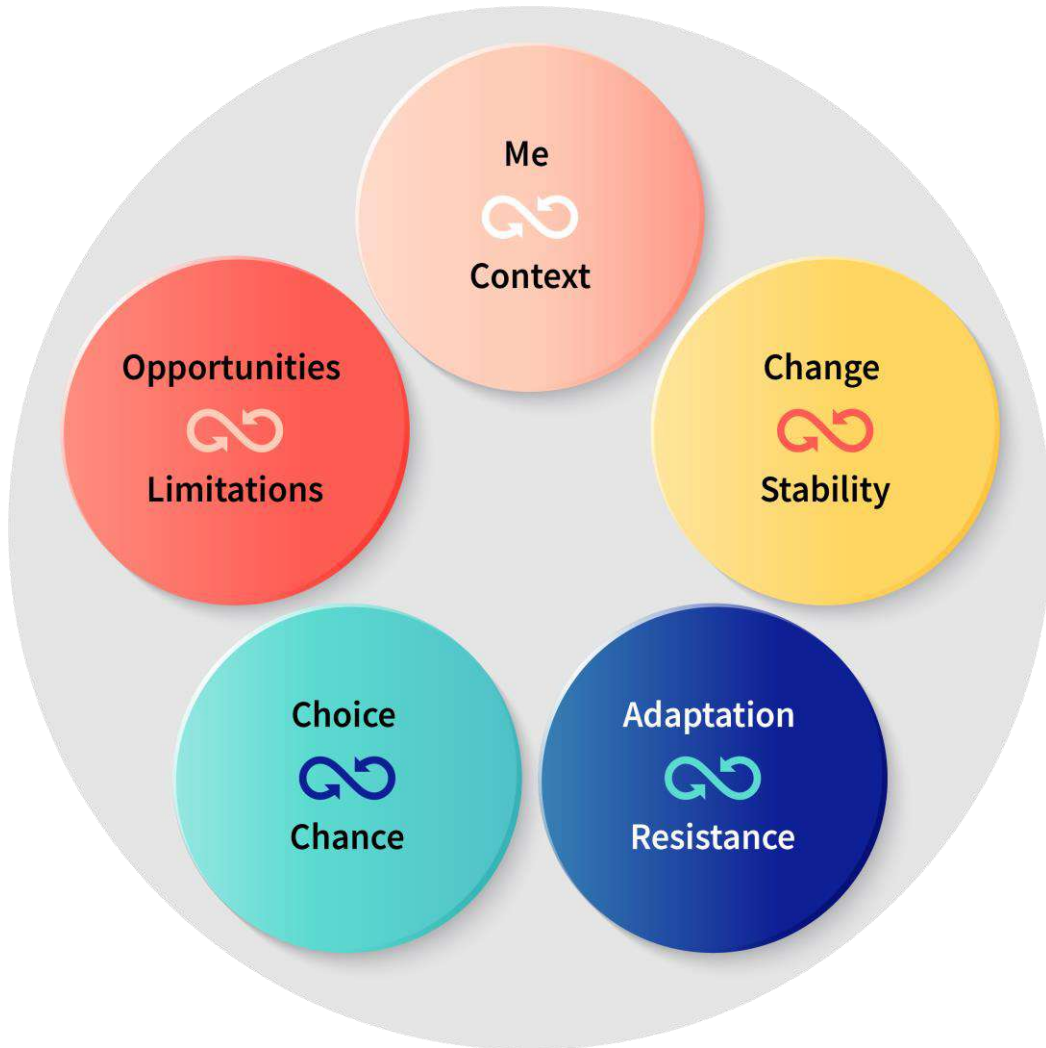 Me
Context
Change
Stability
Adaptation
Resistance
Choice
Chance
Opportunities
Limitations